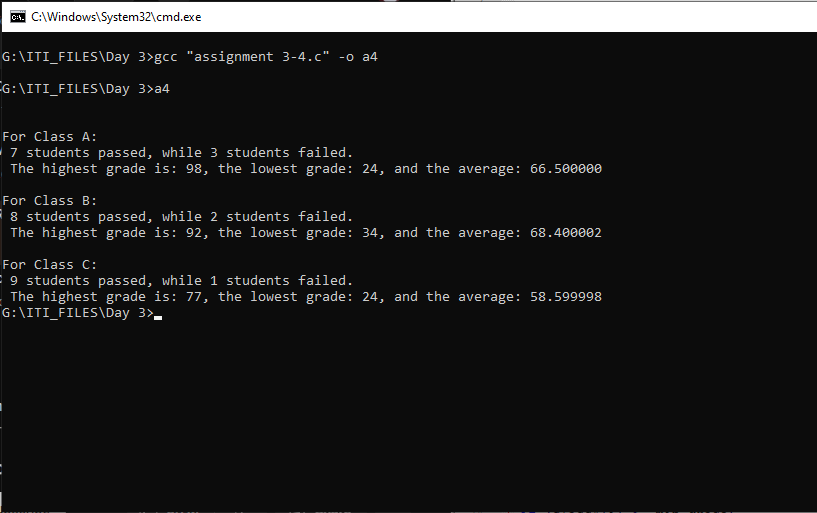 C:\Windows\System32\cmd.exe
G:\ITI_FILES\Day 3>gcc "assignment 3-4.c" -o a4
G:\ITI_FILES\Day 3>a4
For Class A:
7 students passed, while 3 students failed.
The highest grade is: 98, the lowest grade: 24, and the average: 66.500000
For Class B:
8 students passed, while 2 students failed.
The highest grade is: 92, the lowest grade: 34, and the average: 68.400002
For Class C:
9 students passed, while 1 students failed.
The highest grade is: 77, the lowest grade: 24, and the average: 58.599998
G:\ITI_FILES\Day 3>